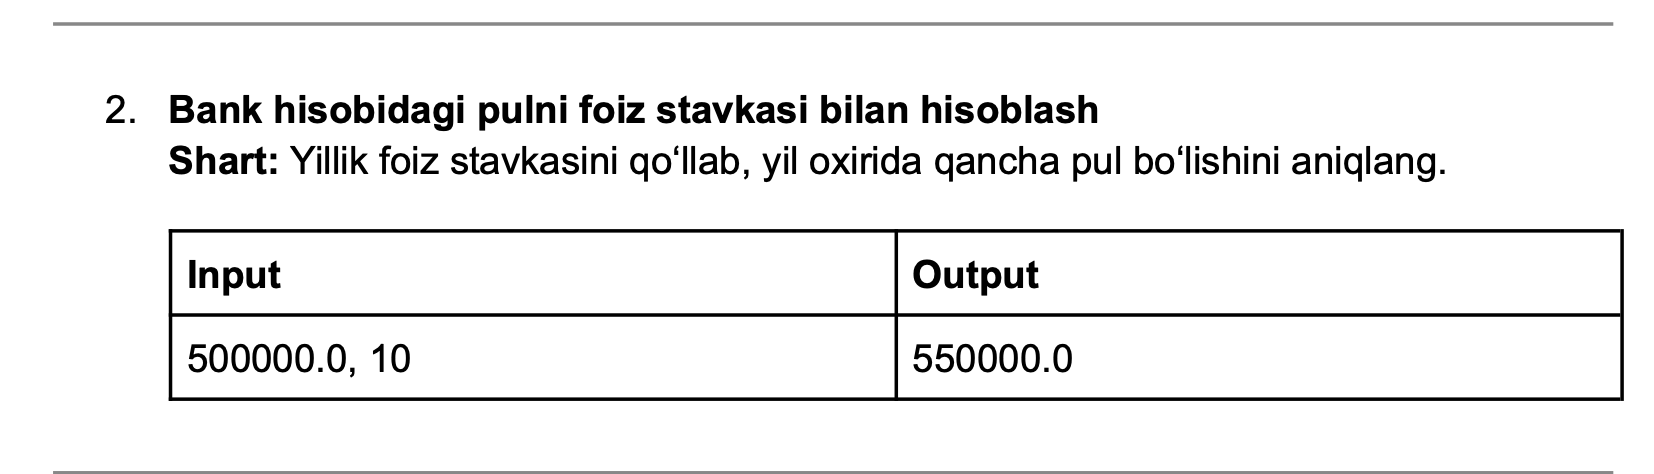 2. Bank hisobidagi pulni foiz stavkasi bilan hisoblash
Shart: Yillik foiz stavkasini qo‘llab, yil oxirida qancha pul bo‘lishini aniqlang.
Input Output
500000.0, 10 550000.0